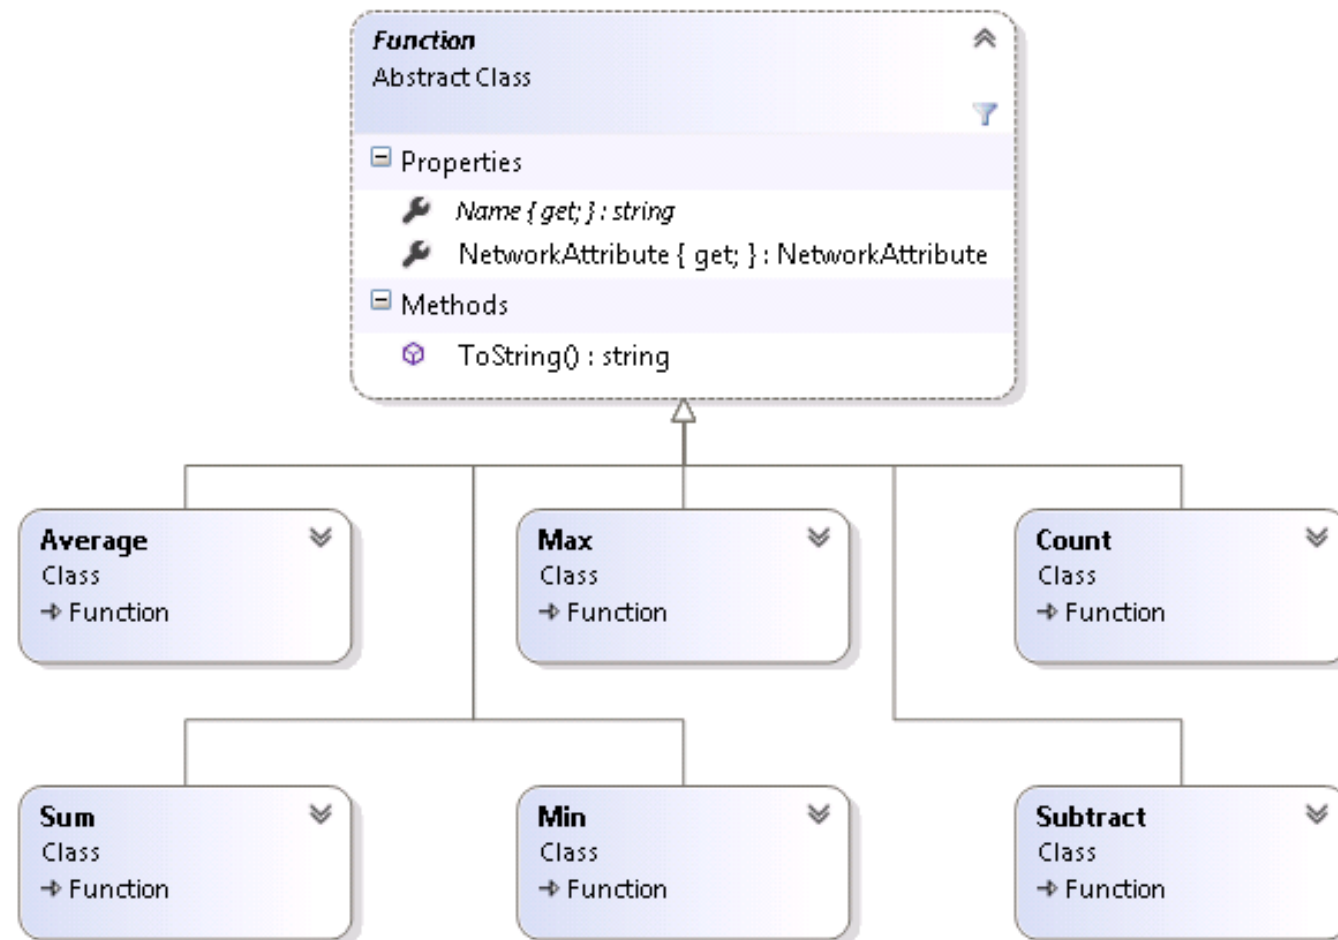 Function
Abstract Class
Properties
Name { get; } : string
NetworkAttribute { get; } : NetworkAttribute
Methods
ToString() : string
Average
Class
Function
Max
Class
Function
Count
Class
Function
Sum
Class
Function
Min
Class
Function
Subtract
Class
Function